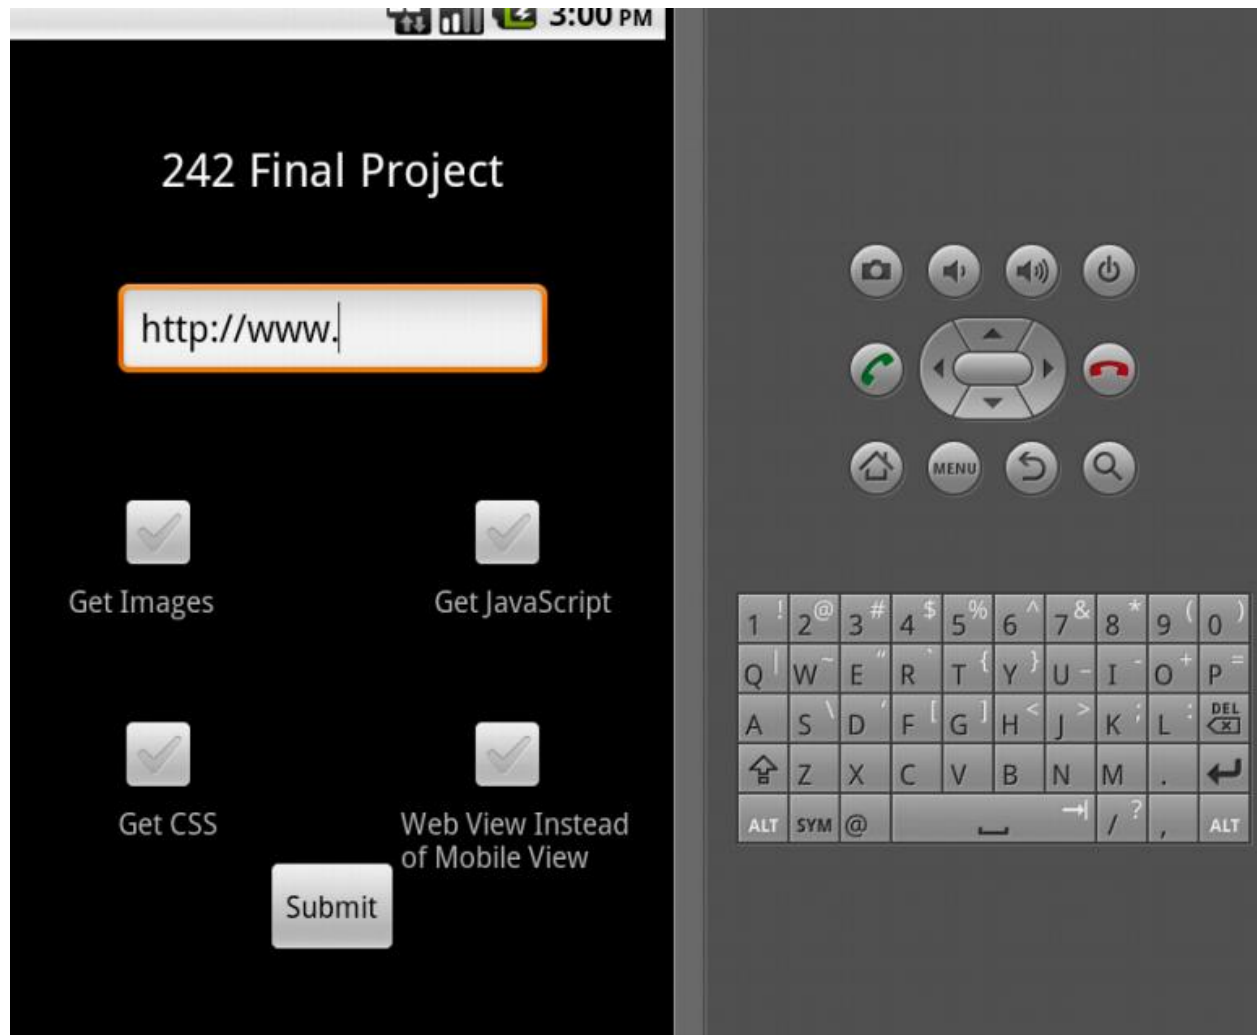 3:00 PM
242 Final Project
http://www.
Get Images
Get JavaScript
Get CSS
Web View Instead
of Mobile View
Submit
MENU
1 ! 2 @ 3 # 4 $ 5 % 6 ^ 7 & 8 * 9 ( 0 )
Q | W ~ E “ R ` T { Y } U _ I - O + P =
A S \ D ‘ F [ G ] H < J > K ; L : DEL
Z X C V B N M .
ALT SYM @ / ? , ALT